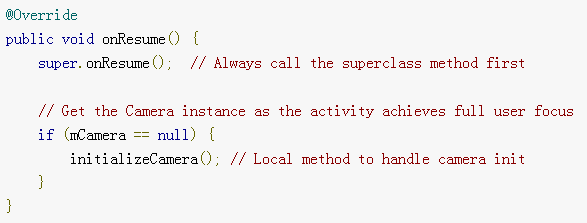 @Override
public void onResume() {
    super.onResume();  // Always call the superclass method first
    // Get the Camera instance as the activity achieves full user focus
    if (mCamera == null) {
        initializeCamera(); // Local method to handle camera init
    }
}